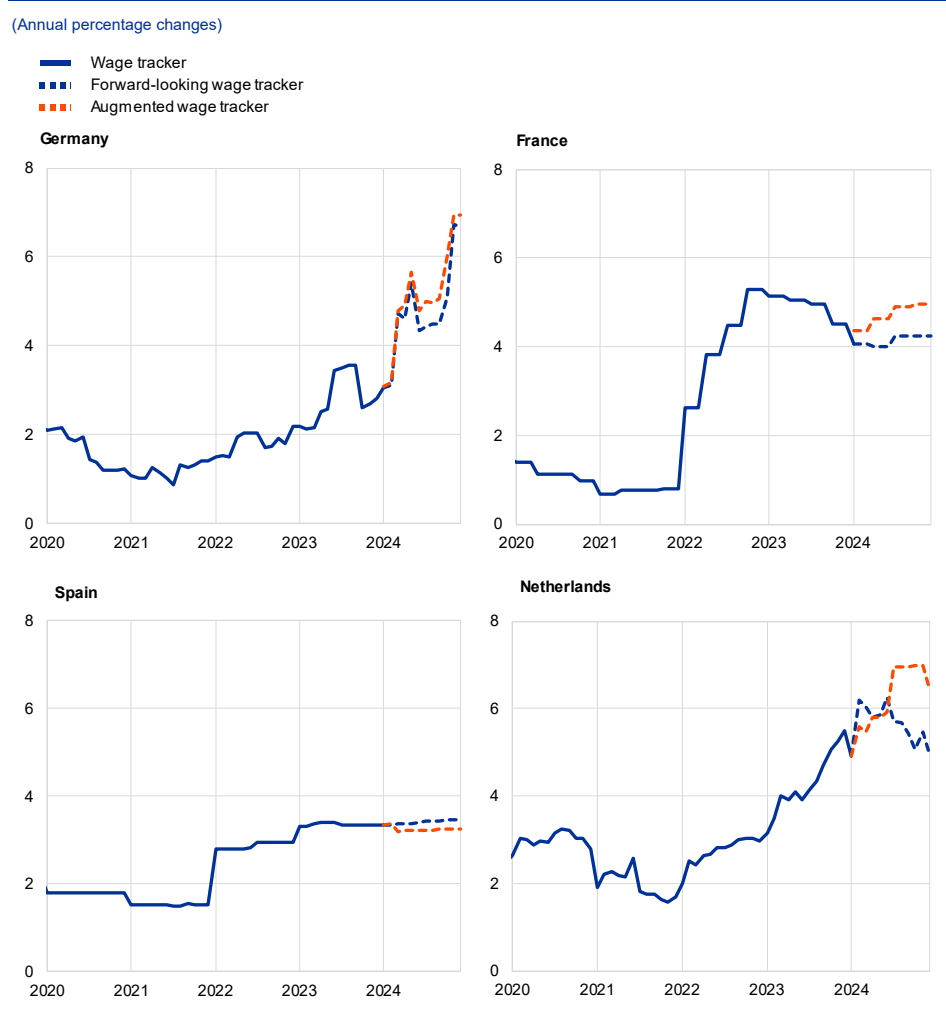 (Annual percentage changes)
Wage tracker
Forward-looking wage tracker
Augmented wage tracker
Germany
8
6
4
2
0
2020 2021 2022 2023 2024
France
8
6
4
2
0
2020 2021 2022 2023 2024
Spain
8
6
4
2
0
2020 2021 2022 2023 2024
Netherlands
8
6
4
2
0
2020 2021 2022 2023 2024